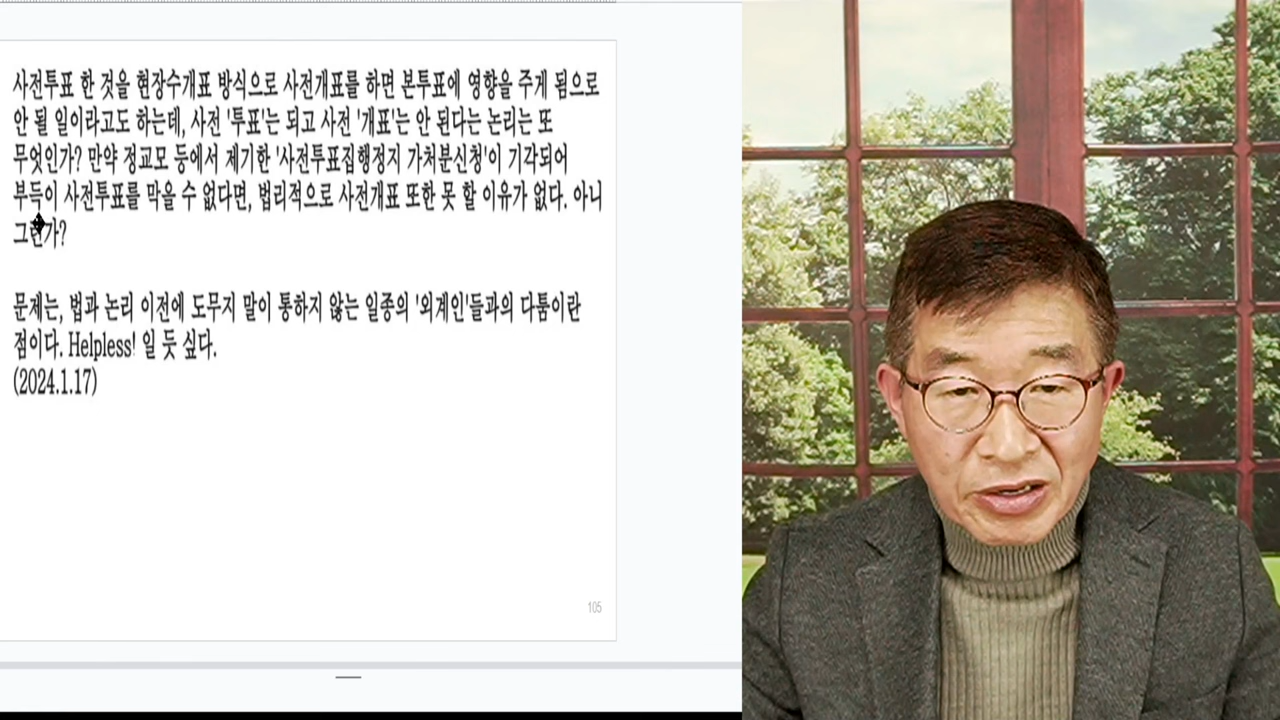 사전투표 한 것을 현장수개표 방식으로 사전개표를 하면 본투표에 영향을 주게 됨으로
안 될 일이라고도 하는데, 사전 '투표'는 되고 사전 '개표'는 안 된다는 논리는 또
무엇인가? 만약 정교모 등에서 제기한 '사전투표집행정지 가처분신청'이 기각되어
부득이 사전투표를 막을 수 없다면, 법리적으로 사전개표 또한 못 할 이유가 없다. 아니
그런가?
문제는, 법과 논리 이전에 도무지 말이 통하지 않는 일종의 '외계인'들과의 다툼이란
점이다. Helpless! 일 듯 싶다.
(2024.1.17)
105